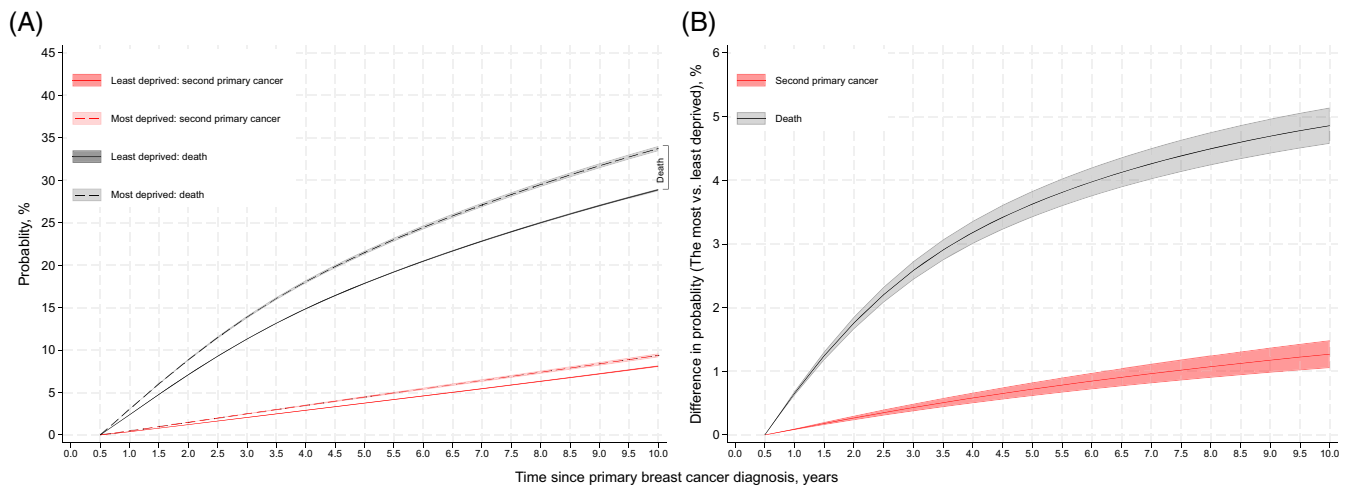 (A)
45
40
35
30
25
20
15
10
5
0
Probablity, %
Least deprived: second primary cancer
Most deprived: second primary cancer
Least deprived: death
Most deprived: death
Death
0.0 0.5 1.0 1.5 2.0 2.5 3.0 3.5 4.0 4.5 5.0 5.5 6.0 6.5 7.0 7.5 8.0 8.5 9.0 9.5 10.0
(B)
6
5
4
3
2
1
0
Difference in probablity (The most vs. least deprived), %
Second primary cancer
Death
0.0 0.5 1.0 1.5 2.0 2.5 3.0 3.5 4.0 4.5 5.0 5.5 6.0 6.5 7.0 7.5 8.0 8.5 9.0 9.5 10.0
Time since primary breast cancer diagnosis, years